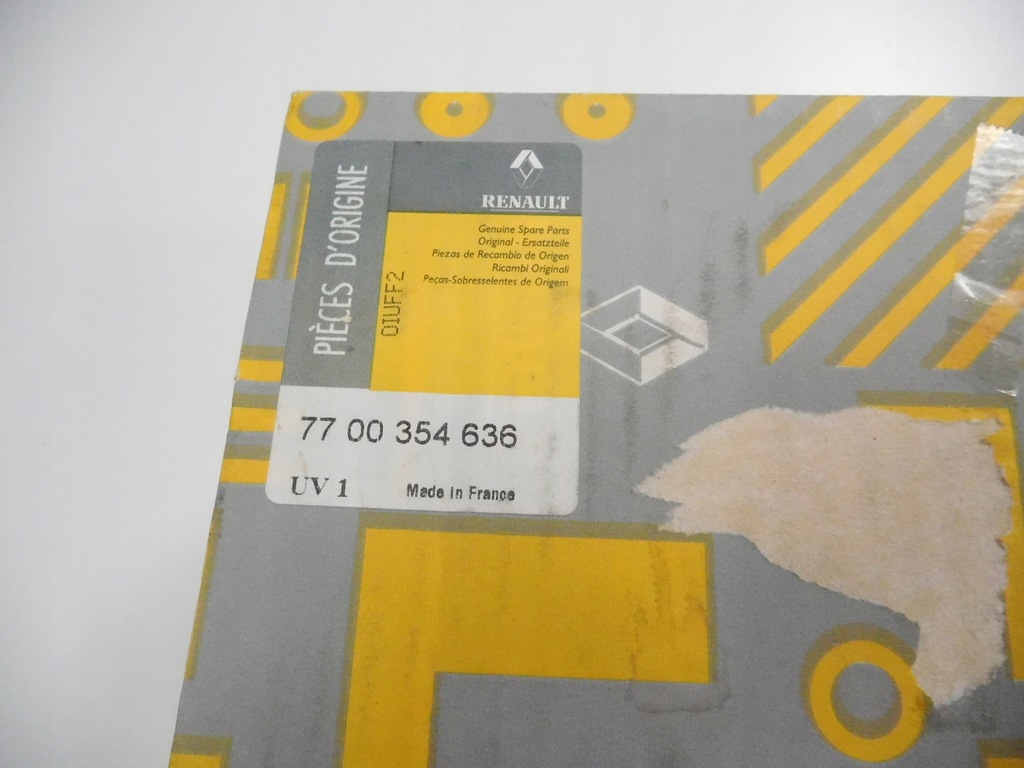 PIÈCES D'ORIGINE
RENAULT
Genuine Spare Parts
Original - Ersatzteile
Piezas de Recambio de Origen
Ricambi Originali
Peças-Sobresselentes de Origem
77 00 354 636
UV 1
Made In France